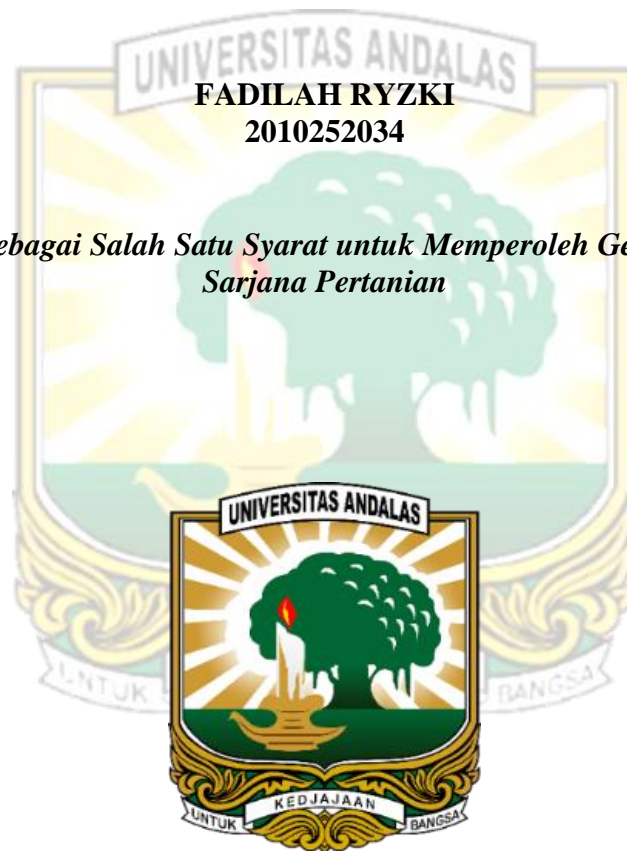 UNIVERSITAS ANDALAS
FADILAH RYZKI
2010252034
ebagai Salah Satu Syarat untuk Memperoleh Ge
Sarjana Pertanian
UNIVERSITAS ANDALAS
UNTUK
BANGSA
KEDJAJAAN
UNTUK
BANGSA